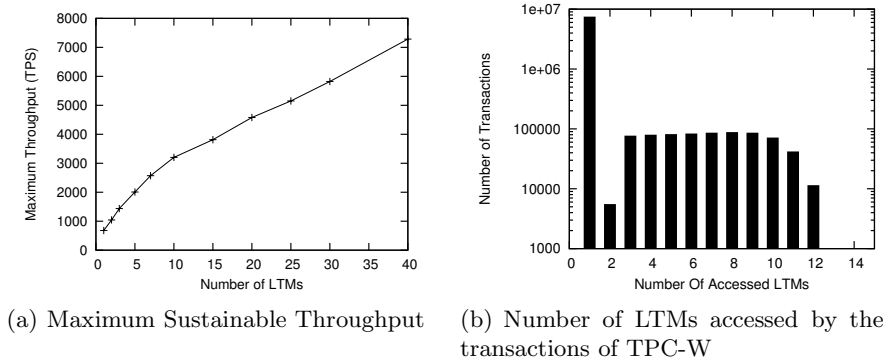 8000
7000
6000
5000
4000
3000
2000
1000
0
Maximum Throughput (TPS)
0 5 10 15 20 25 30 35 40
Number of LTMs
(a) Maximum Sustainable Throughput
1e+07
1e+06
100000
10000
1000
Number of Transactions
0 2 4 6 8 10 12 14
Number Of Accessed LTMs
(b) Number of LTMs accessed by the
transactions of TPC-W